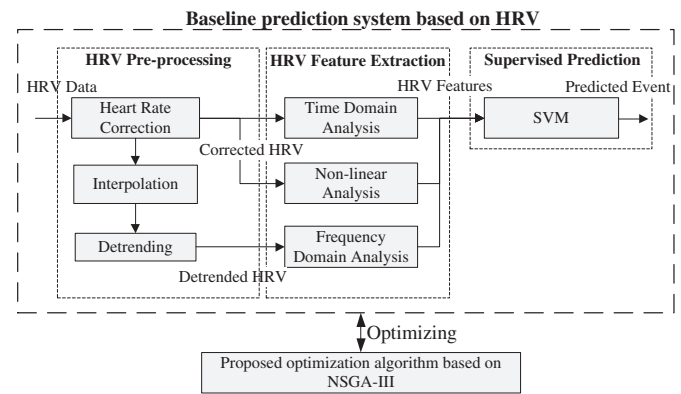 Baseline prediction system based on HRV
HRV Pre-processing
HRV Feature Extraction
Supervised Prediction
HRV Data
HRV Features
Predicted Event
Heart Rate
Correction
Time Domain
Analysis
SVM
Corrected HRV
Interpolation
Non-linear
Analysis
Detrending
Frequency
Domain Analysis
Detrended HRV
Optimizing
Proposed optimization algorithm based on
NSGA-III